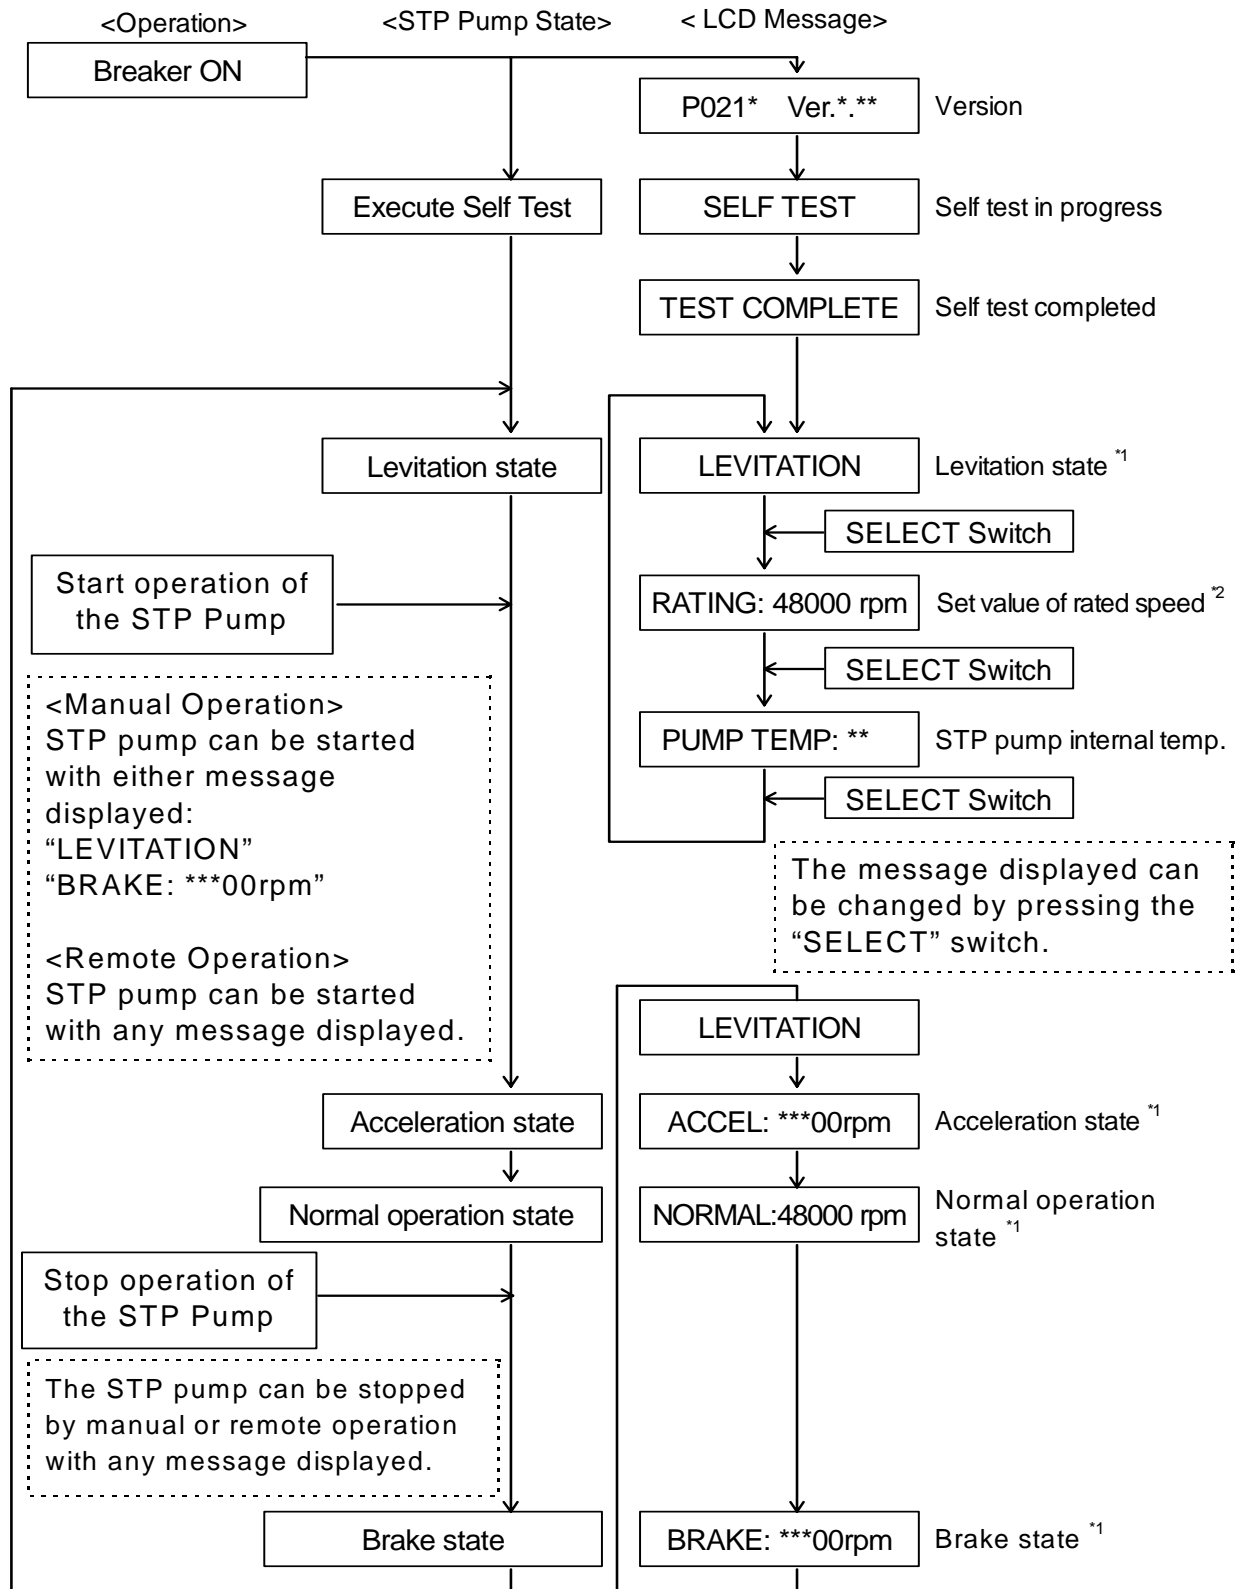 <Operation>
<STP Pump State>
< LCD Message>
Breaker ON
P021* Ver.*.**
Version
Execute Self Test
SELF TEST
Self test in progress
TEST COMPLETE
Self test completed
Levitation state
LEVITATION
Levitation state *1
SELECT Switch
Start operation of
the STP Pump
RATING: 48000 rpm
Set value of rated speed *2
SELECT Switch
<Manual Operation>
STP pump can be started
with either message
displayed:
“LEVITATION”
“BRAKE: ***00rpm”
<Remote Operation>
STP pump can be started
with any message displayed.
PUMP TEMP: **
STP pump internal temp.
SELECT Switch
The message displayed can
be changed by pressing the
“SELECT” switch.
LEVITATION
Acceleration state
ACCEL: ***00rpm
Acceleration state *1
Normal operation state
NORMAL:48000 rpm
Normal operation
state *1
Stop operation of
the STP Pump
The STP pump can be stopped
by manual or remote operation
with any message displayed.
Brake state
BRAKE: ***00rpm
Brake state *1